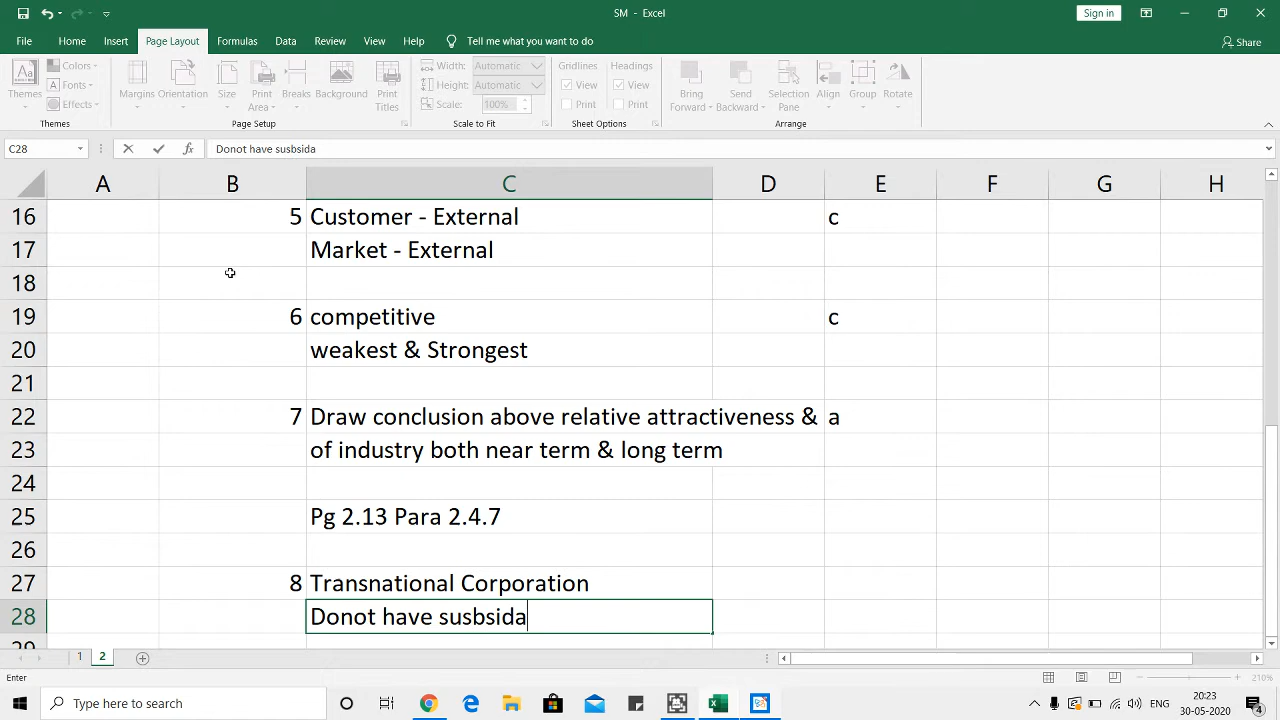 SM - Excel
Sign in
File Home Insert Page Layout Formulas Data Review View Help Tell me what you want to do Share
Themes Colors Fonts Effects Themes
Margins Orientation Size Print Area Breaks Background Print Titles Page Setup
Width: Automatic
Height: Automatic
Scale: 100%
Scale to Fit
Gridlines Headings
View View
Print Print
Sheet Options
Bring Forward Send Backward Selection Pane Align Group Rotate
Arrange
C28 fx Donot have susbsida
A B C D E F G H
16 5 Customer - External c
17 Market - External
18
19 6 competitive c
20 weakest & Strongest
21
22 7 Draw conclusion above relative attractiveness & a
23 of industry both near term & long term
24
25 Pg 2.13 Para 2.4.7
26
27 8 Transnational Corporation
28 Donot have susbsida
29
1 2
Enter 210%
Type here to search ENG 20:23
30-05-2020 4